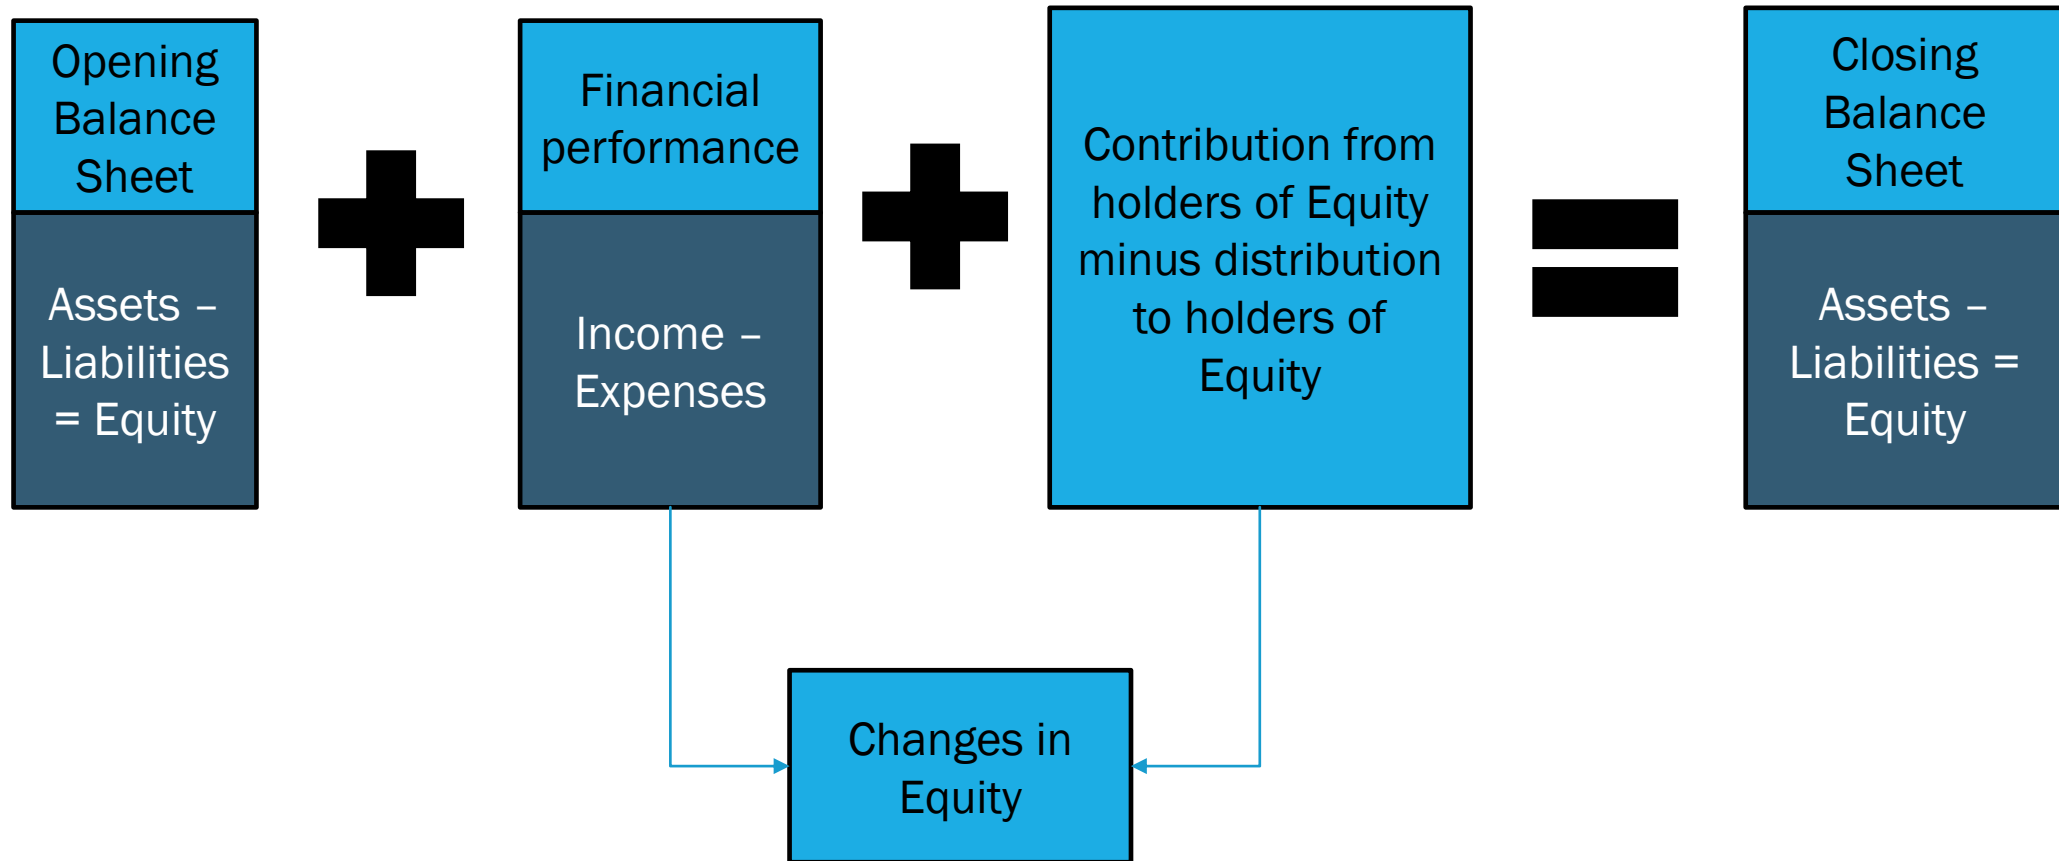 Opening
Balance
Sheet
Assets –
Liabilities
= Equity
Financial
performance
Income –
Expenses
Contribution from
holders of Equity
minus distribution
to holders of
Equity
Closing
Balance
Sheet
Assets –
Liabilities =
Equity
Changes in
Equity